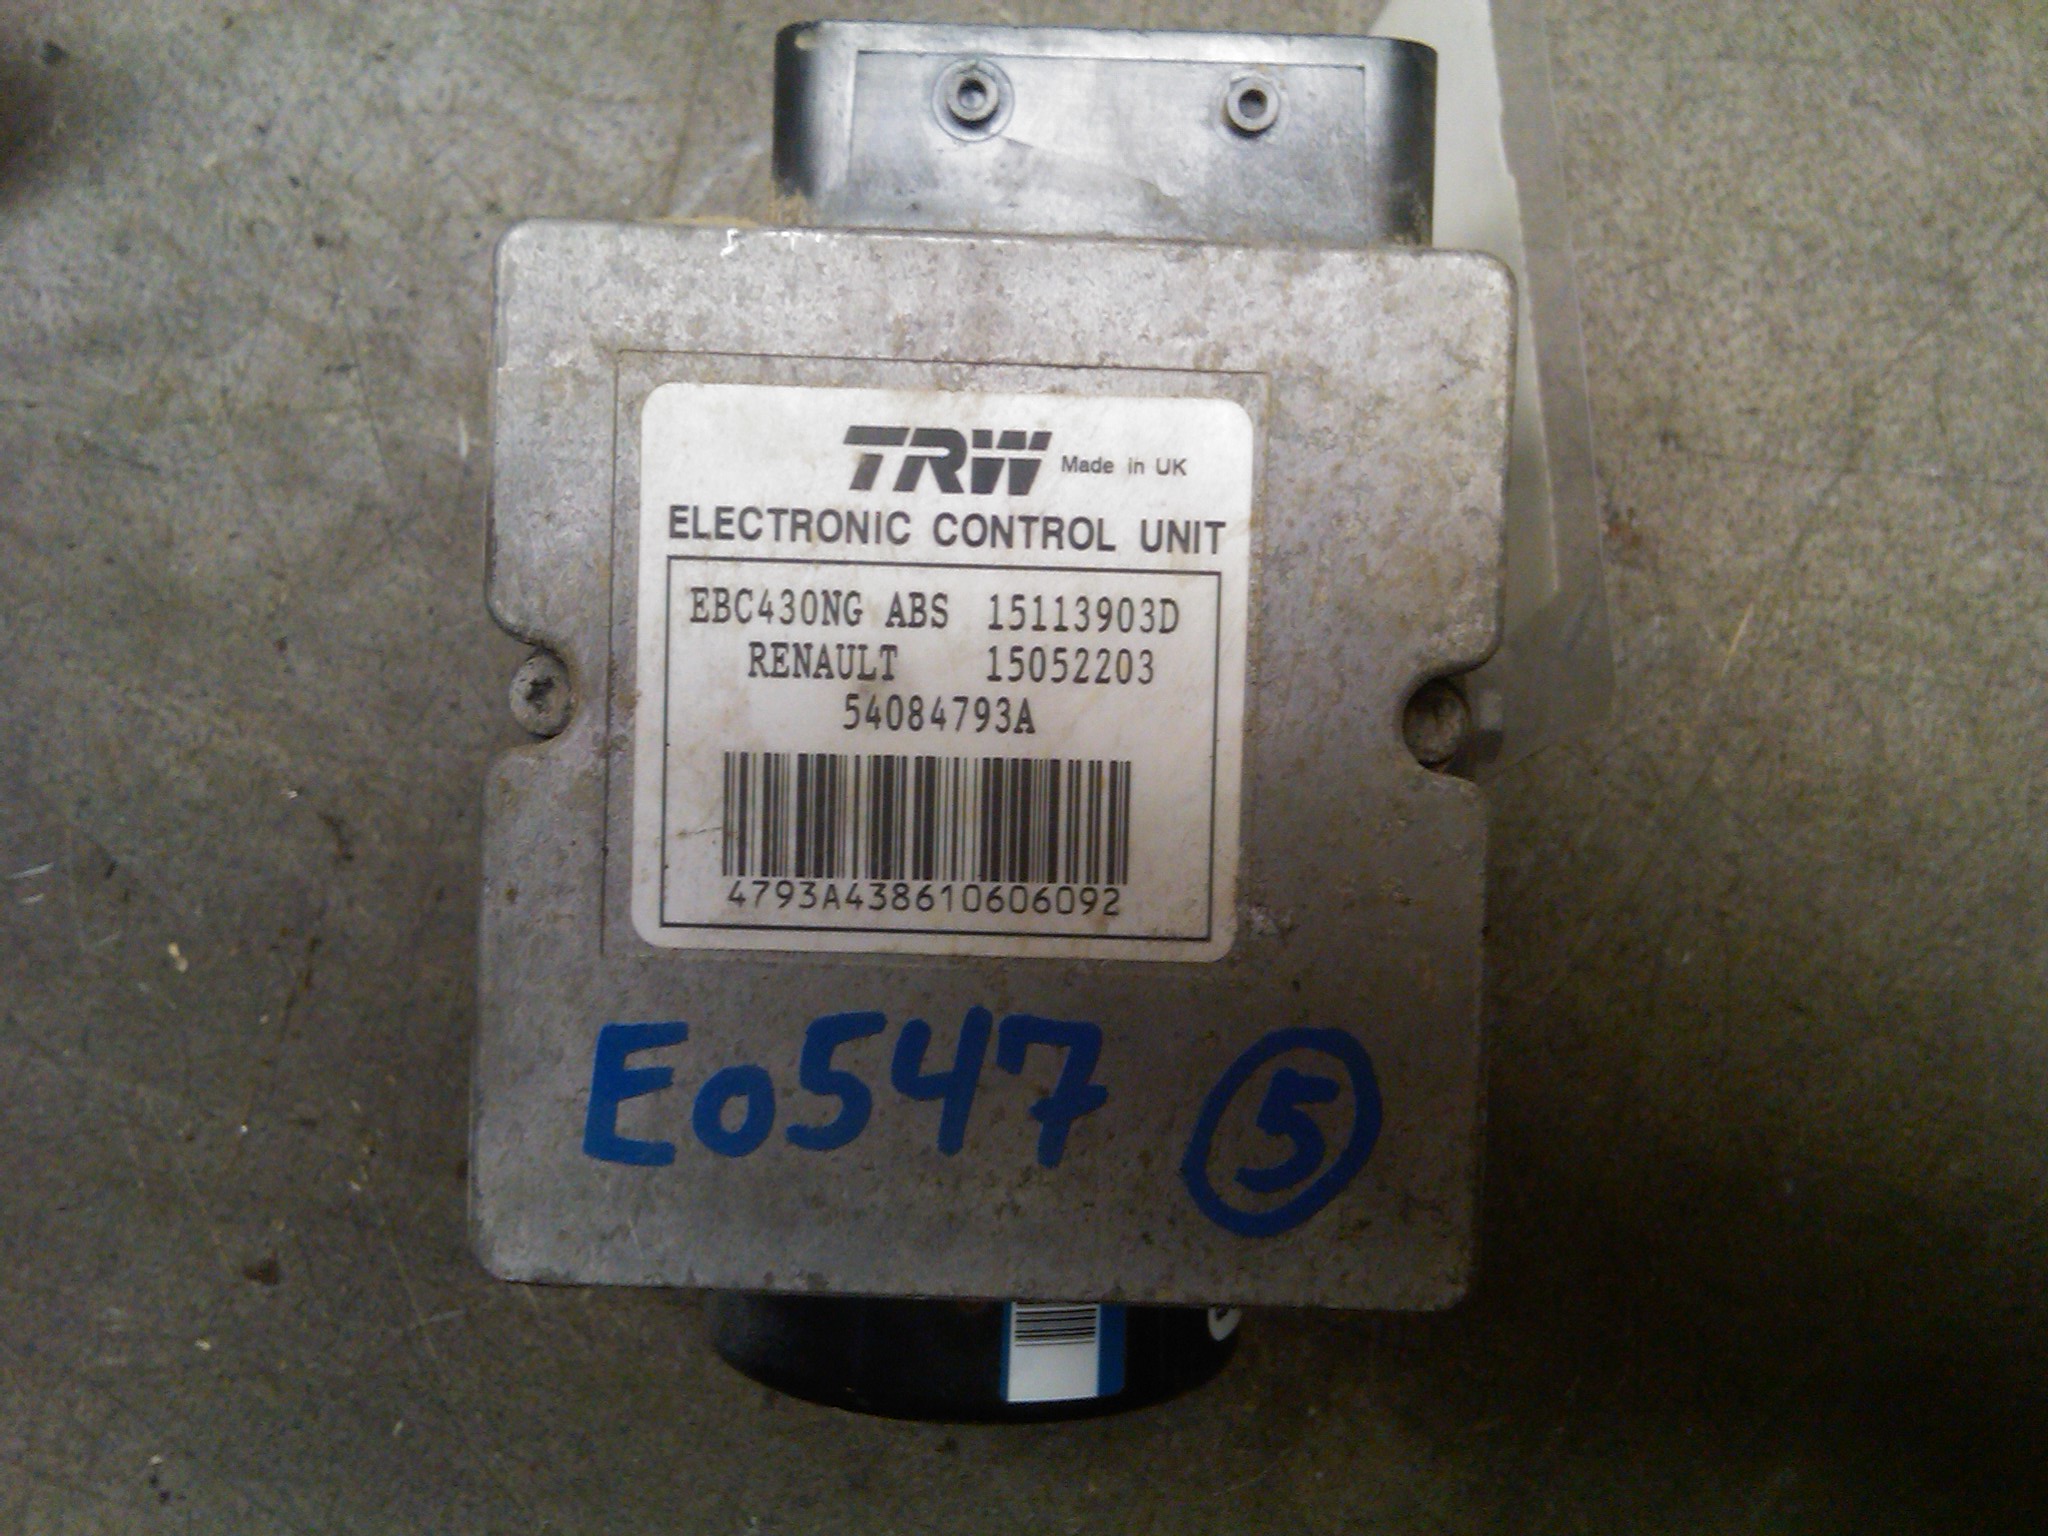 TRW Made in UK
ELECTRONIC CONTROL UNIT
EBC430NG ABS 15113903D
RENAULT 15052203
54084793A
4793A438610606092
E0547 5